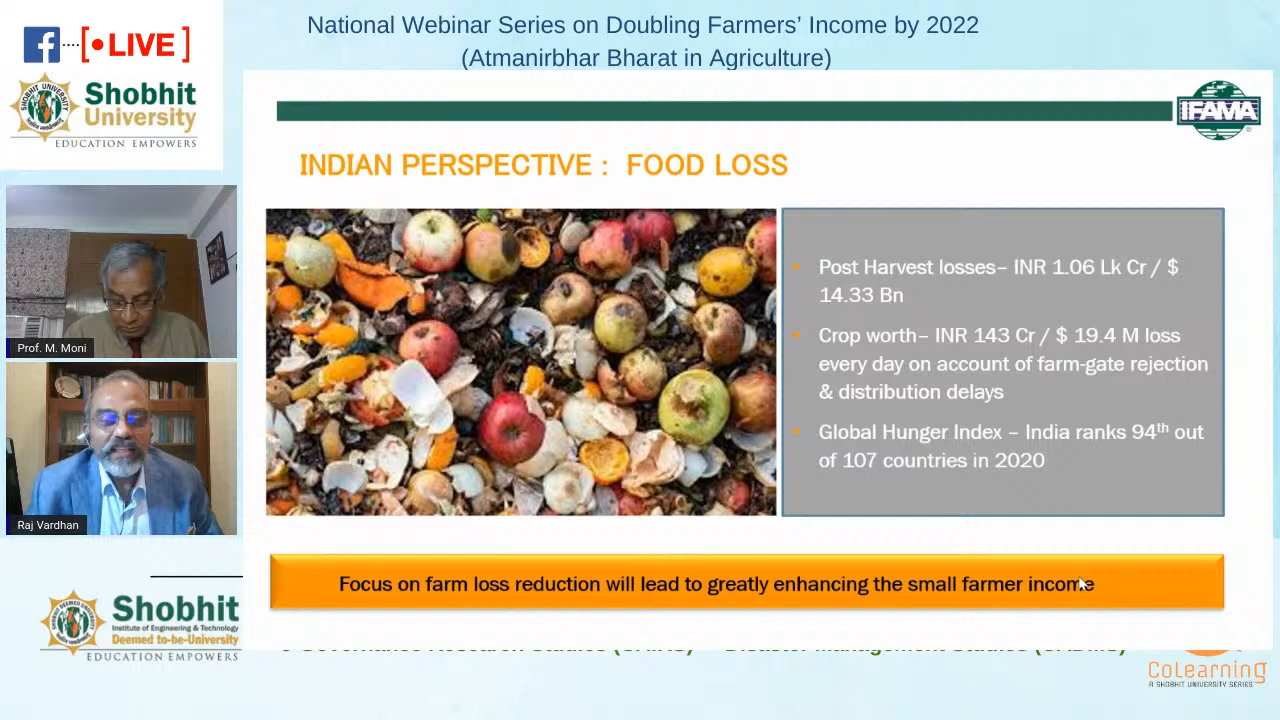 National Webinar Series on Doubling Farmers' Income by 2022
(Atmanirbhar Bharat in Agriculture)
LIVE
SHOBHIT UNIVERSITY
Shobhit
University
EDUCATION EMPOWERS
IFAMA
INDIAN PERSPECTIVE : FOOD LOSS
Prof. M. Moni
Raj Vardhan
Post Harvest losses– INR 1.06 Lk Cr / $
14.33 Bn
Crop worth– INR 143 Cr / $ 19.4 M loss
every day on account of farm-gate rejection
& distribution delays
Global Hunger Index – India ranks 94th out
of 107 countries in 2020
Focus on farm loss reduction will lead to greatly enhancing the small farmer income
Shobhit
Institute of Engineering & Technology
Deemed to-be-University
EDUCATION EMPOWERS
CoLearning
A SHOBHIT UNIVERSITY SERIES